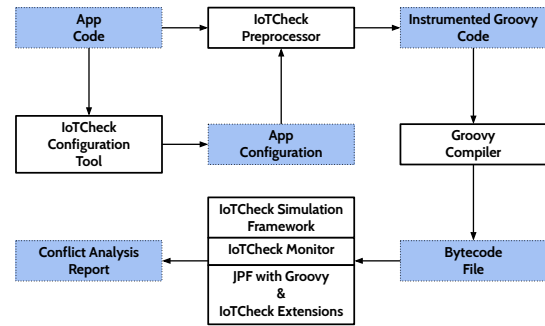 App
Code
IoTCheck
Preprocessor
Instrumented Groovy
Code
IoTCheck
Configuration
Tool
App
Configuration
Groovy
Compiler
Conflict Analysis
Report
IoTCheck Simulation
Framework
IoTCheck Monitor
JPF with Groovy
&
IoTCheck Extensions
Bytecode
File